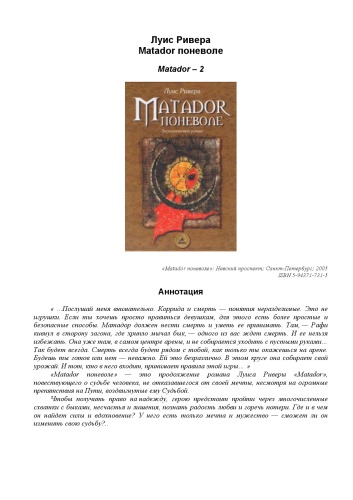 Луис Ривера
Matador поневоле
Matador – 2
Луис Ривера
MATADOR
ПОНЕВОЛЕ
«Matador поневоле»: Невский проспект; Санкт-Петербург; 2005
ISBN 5-94371-731-1
Аннотация
« …Послушай меня внимательно. Коррида и смерть — понятия нераздельные. Это не
игрушки. Если ты хочешь просто нравиться девушкам, для этого есть более простые и
безопасные способы. Матадор должен нести смерть и уметь ее принимать. Там, — Рафи
кивнул в сторону загона, где хрипло мычал бык, — одного из вас ждет смерть. И ее нельзя
избежать. Она уже там, в самом центре арены, и не собирается уходить с пустыми руками...
Так будет всегда. Смерть всегда будет рядом с тобой, как только ты окажешься на арене.
Будешь ты готов или нет — неважно. Ей это безразлично. В этом круге она собирает свой
урожай. И тот, кто в него входит, принимает правила этой игры... »
«Matador поневоле» — это продолжение романа Луиса Риверы «Matador»,
повествующего о судьбе человека, не отказавшегося от своей мечты, несмотря на огромные
препятствия на Пути, воздвигнутые ему Судьбой.
Чтобы получить право на надежду, герою предстоит пройти через многочисленные
схватки с быками, несчастья и лишения, познать радость любви и горечь потери. Где и в чем
он найдет силы и вдохновение? У него есть только мечта и мужество — сможет ли он
изменить свою судьбу?..